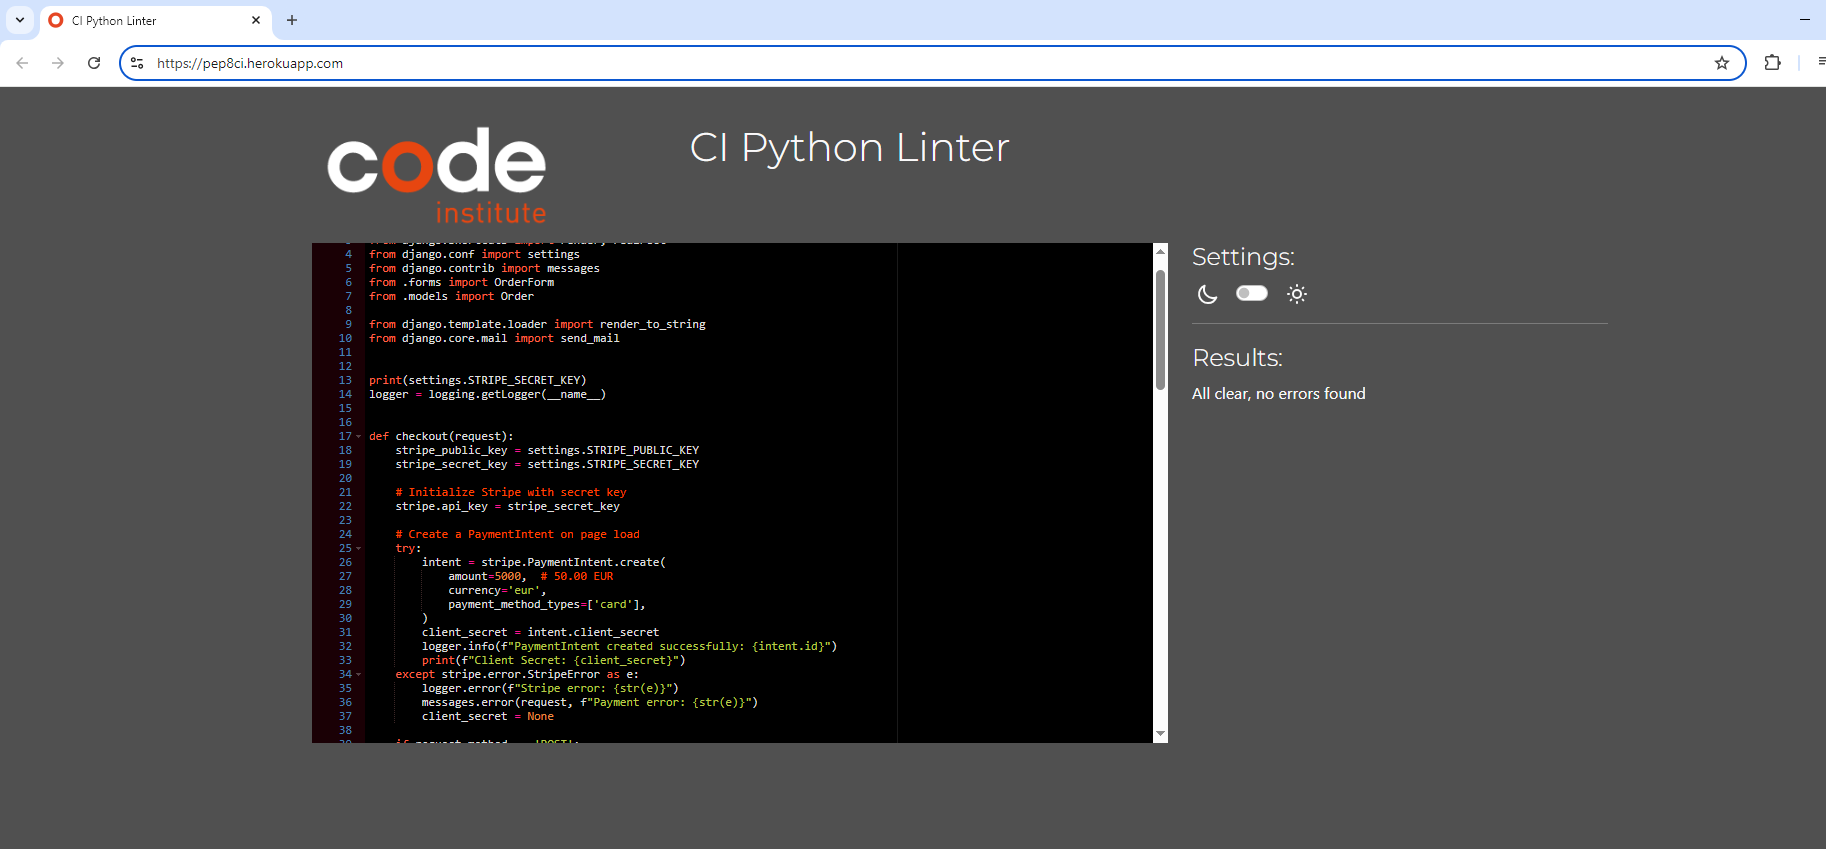 CI Python Linter
https://pep8ci.herokuapp.com
code
institute
CI Python Linter
4 from django.conf import settings
5 from django.contrib import messages
6 from .forms import OrderForm
7 from .models import Order
8
9 from django.template.loader import render_to_string
10 from django.core.mail import send_mail
11
12
13 print(settings.STRIPE_SECRET_KEY)
14 logger = logging.getLogger(__name__)
15
16
17 def checkout(request):
18 stripe_public_key = settings.STRIPE_PUBLIC_KEY
19 stripe_secret_key = settings.STRIPE_SECRET_KEY
20
21 # Initialize Stripe with secret key
22 stripe.api_key = stripe_secret_key
23
24 # Create a PaymentIntent on page load
25 try:
26 intent = stripe.PaymentIntent.create(
27 amount=5000,  # 50.00 EUR
28 currency='eur',
29 payment_method_types=['card'],
30 )
31 client_secret = intent.client_secret
32 logger.info(f"PaymentIntent created successfully: {intent.id}")
33 print(f"Client Secret: {client_secret}")
34 except stripe.error.StripeError as e:
35 logger.error(f"Stripe error: {str(e)}")
36 messages.error(request, f"Payment error: {str(e)}")
37 client_secret = None
38
Settings:
Results:
All clear, no errors found